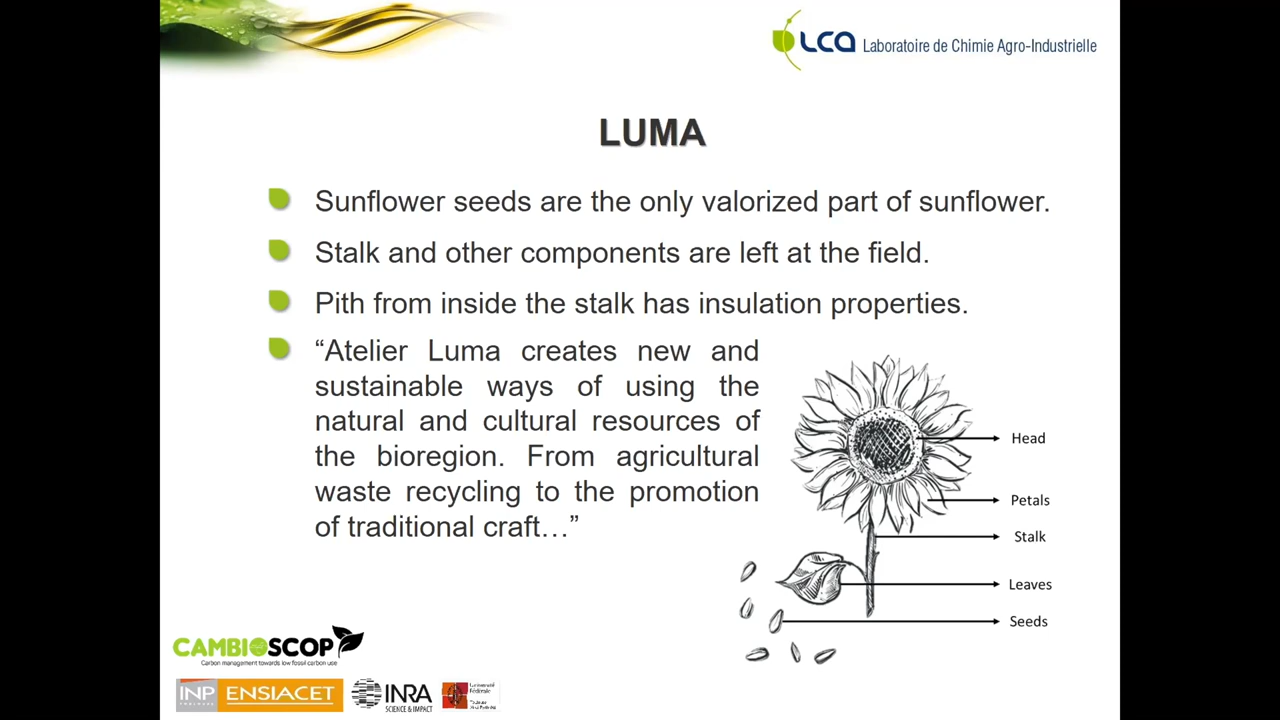 LCA Laboratoire de Chimie Agro-Industrielle
LUMA
Sunflower seeds are the only valorized part of sunflower.
Stalk and other components are left at the field.
Pith from inside the stalk has insulation properties.
“Atelier Luma creates new and
sustainable ways of using the
natural and cultural resources of
the bioregion. From agricultural
waste recycling to the promotion
of traditional craft…”
Head
Petals
Stalk
Leaves
Seeds
CAMBIOSCOP
Carbon management towards low fossil carbon use
INP ENSIACET
INRA
SCIENCE & IMPACT
Université
Fédérale